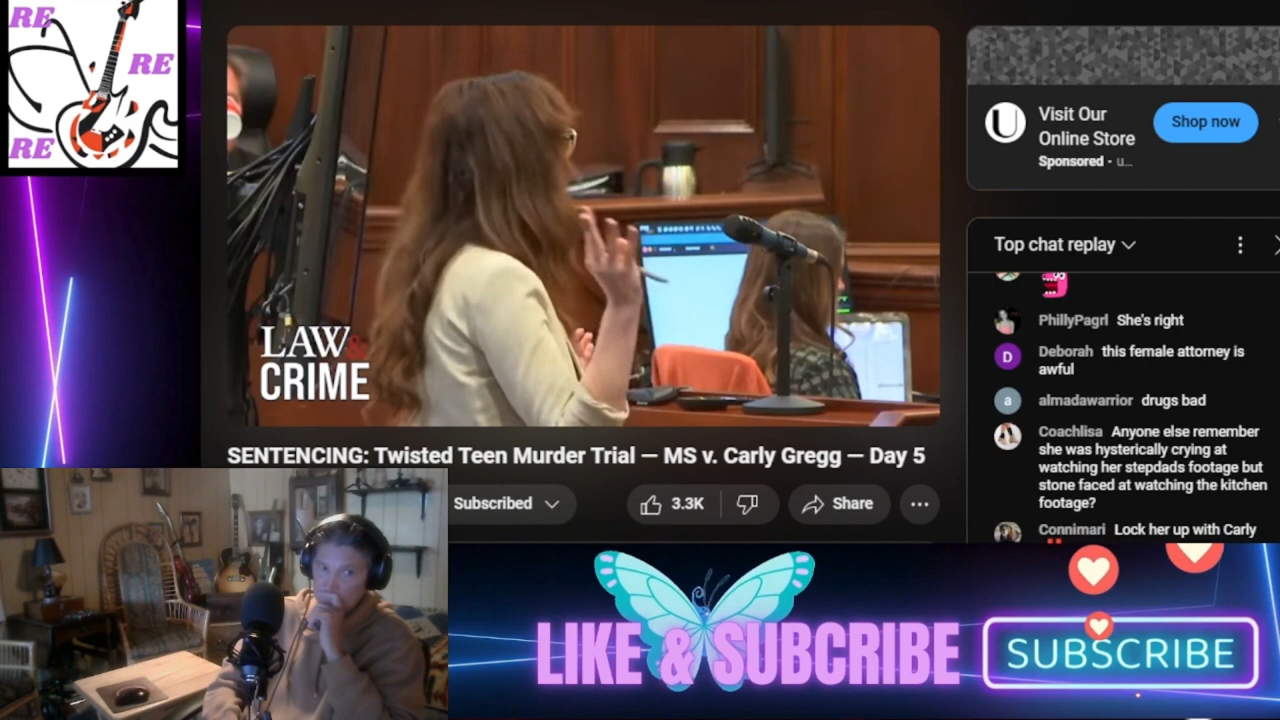 RE
RE
RE
LAW&
CRIME
Visit Our
Online Store
Sponsored · u...
Shop now
Top chat replay
PhillyPagrl She's right
D
Deborah this female attorney is
awful
a
almadawarrior drugs bad
Coachlisa Anyone else remember
she was hysterically crying at
watching her stepdads footage but
stone faced at watching the kitchen
footage?
Connimari Lock her up with Carly
SENTENCING: Twisted Teen Murder Trial — MS v. Carly Gregg — Day 5
Subscribed
3.3K
Share
LIKE & SUBCRIBE
SUBSCRIBE